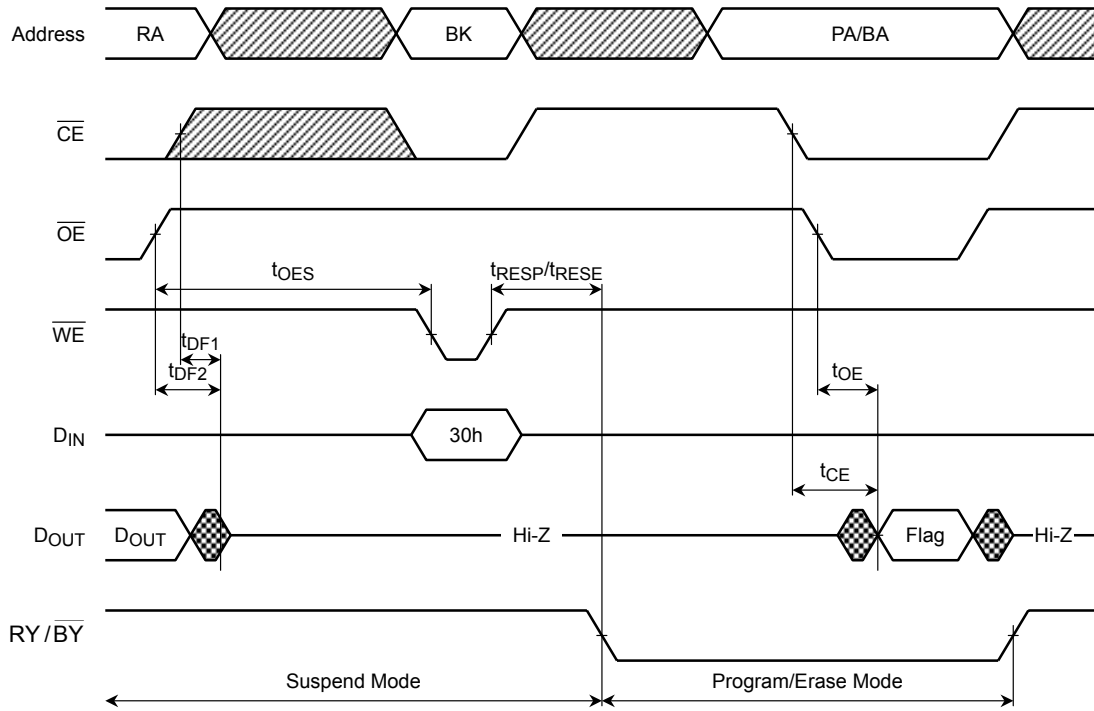 Address RA BK PA/BA
CE
OE
tOES tRESP/tRESE
WE
tDF1
tDF2 tOE
DIN 30h
tCE
DOUT DOUT Hi-Z Flag Hi-Z
RY/BY
Suspend Mode Program/Erase Mode